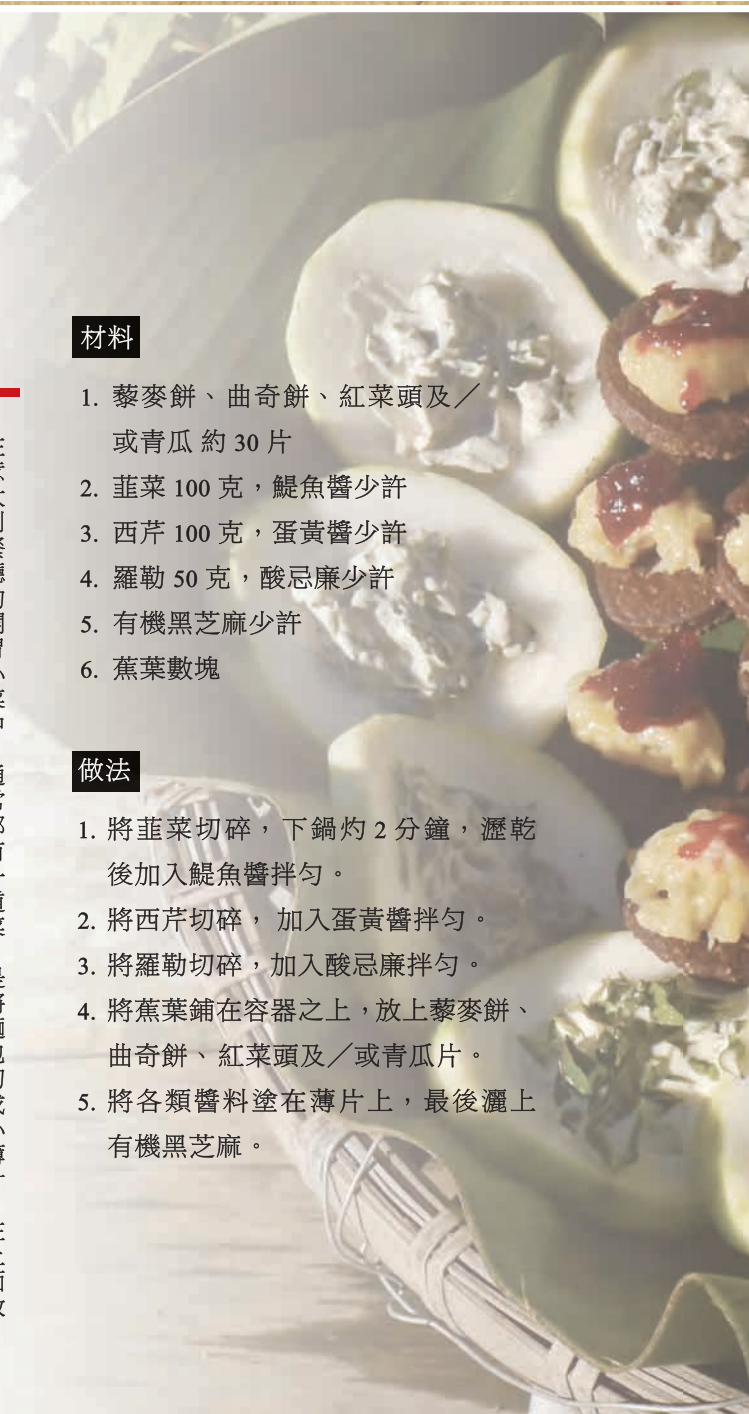 材料
1. 藜麥餅、曲奇餅、紅菜頭及／
或青瓜 約 30 片
2. 韮菜 100 克，鯷魚醬少許
3. 西芹 100 克，蛋黃醬少許
4. 羅勒 50 克，酸忌廉少許
5. 有機黑芝麻少許
6. 蕉葉數塊
做法
1. 將韮菜切碎，下鍋灼 2 分鐘，瀝乾
後加入鯷魚醬拌勻。
2. 將西芹切碎， 加入蛋黃醬拌勻。
3. 將羅勒切碎，加入酸忌廉拌勻。
4. 將蕉葉鋪在容器之上，放上藜麥餅、
曲奇餅、紅菜頭及／或青瓜片。
5. 將各類醬料塗在薄片上，最後灑上
有機黑芝麻。